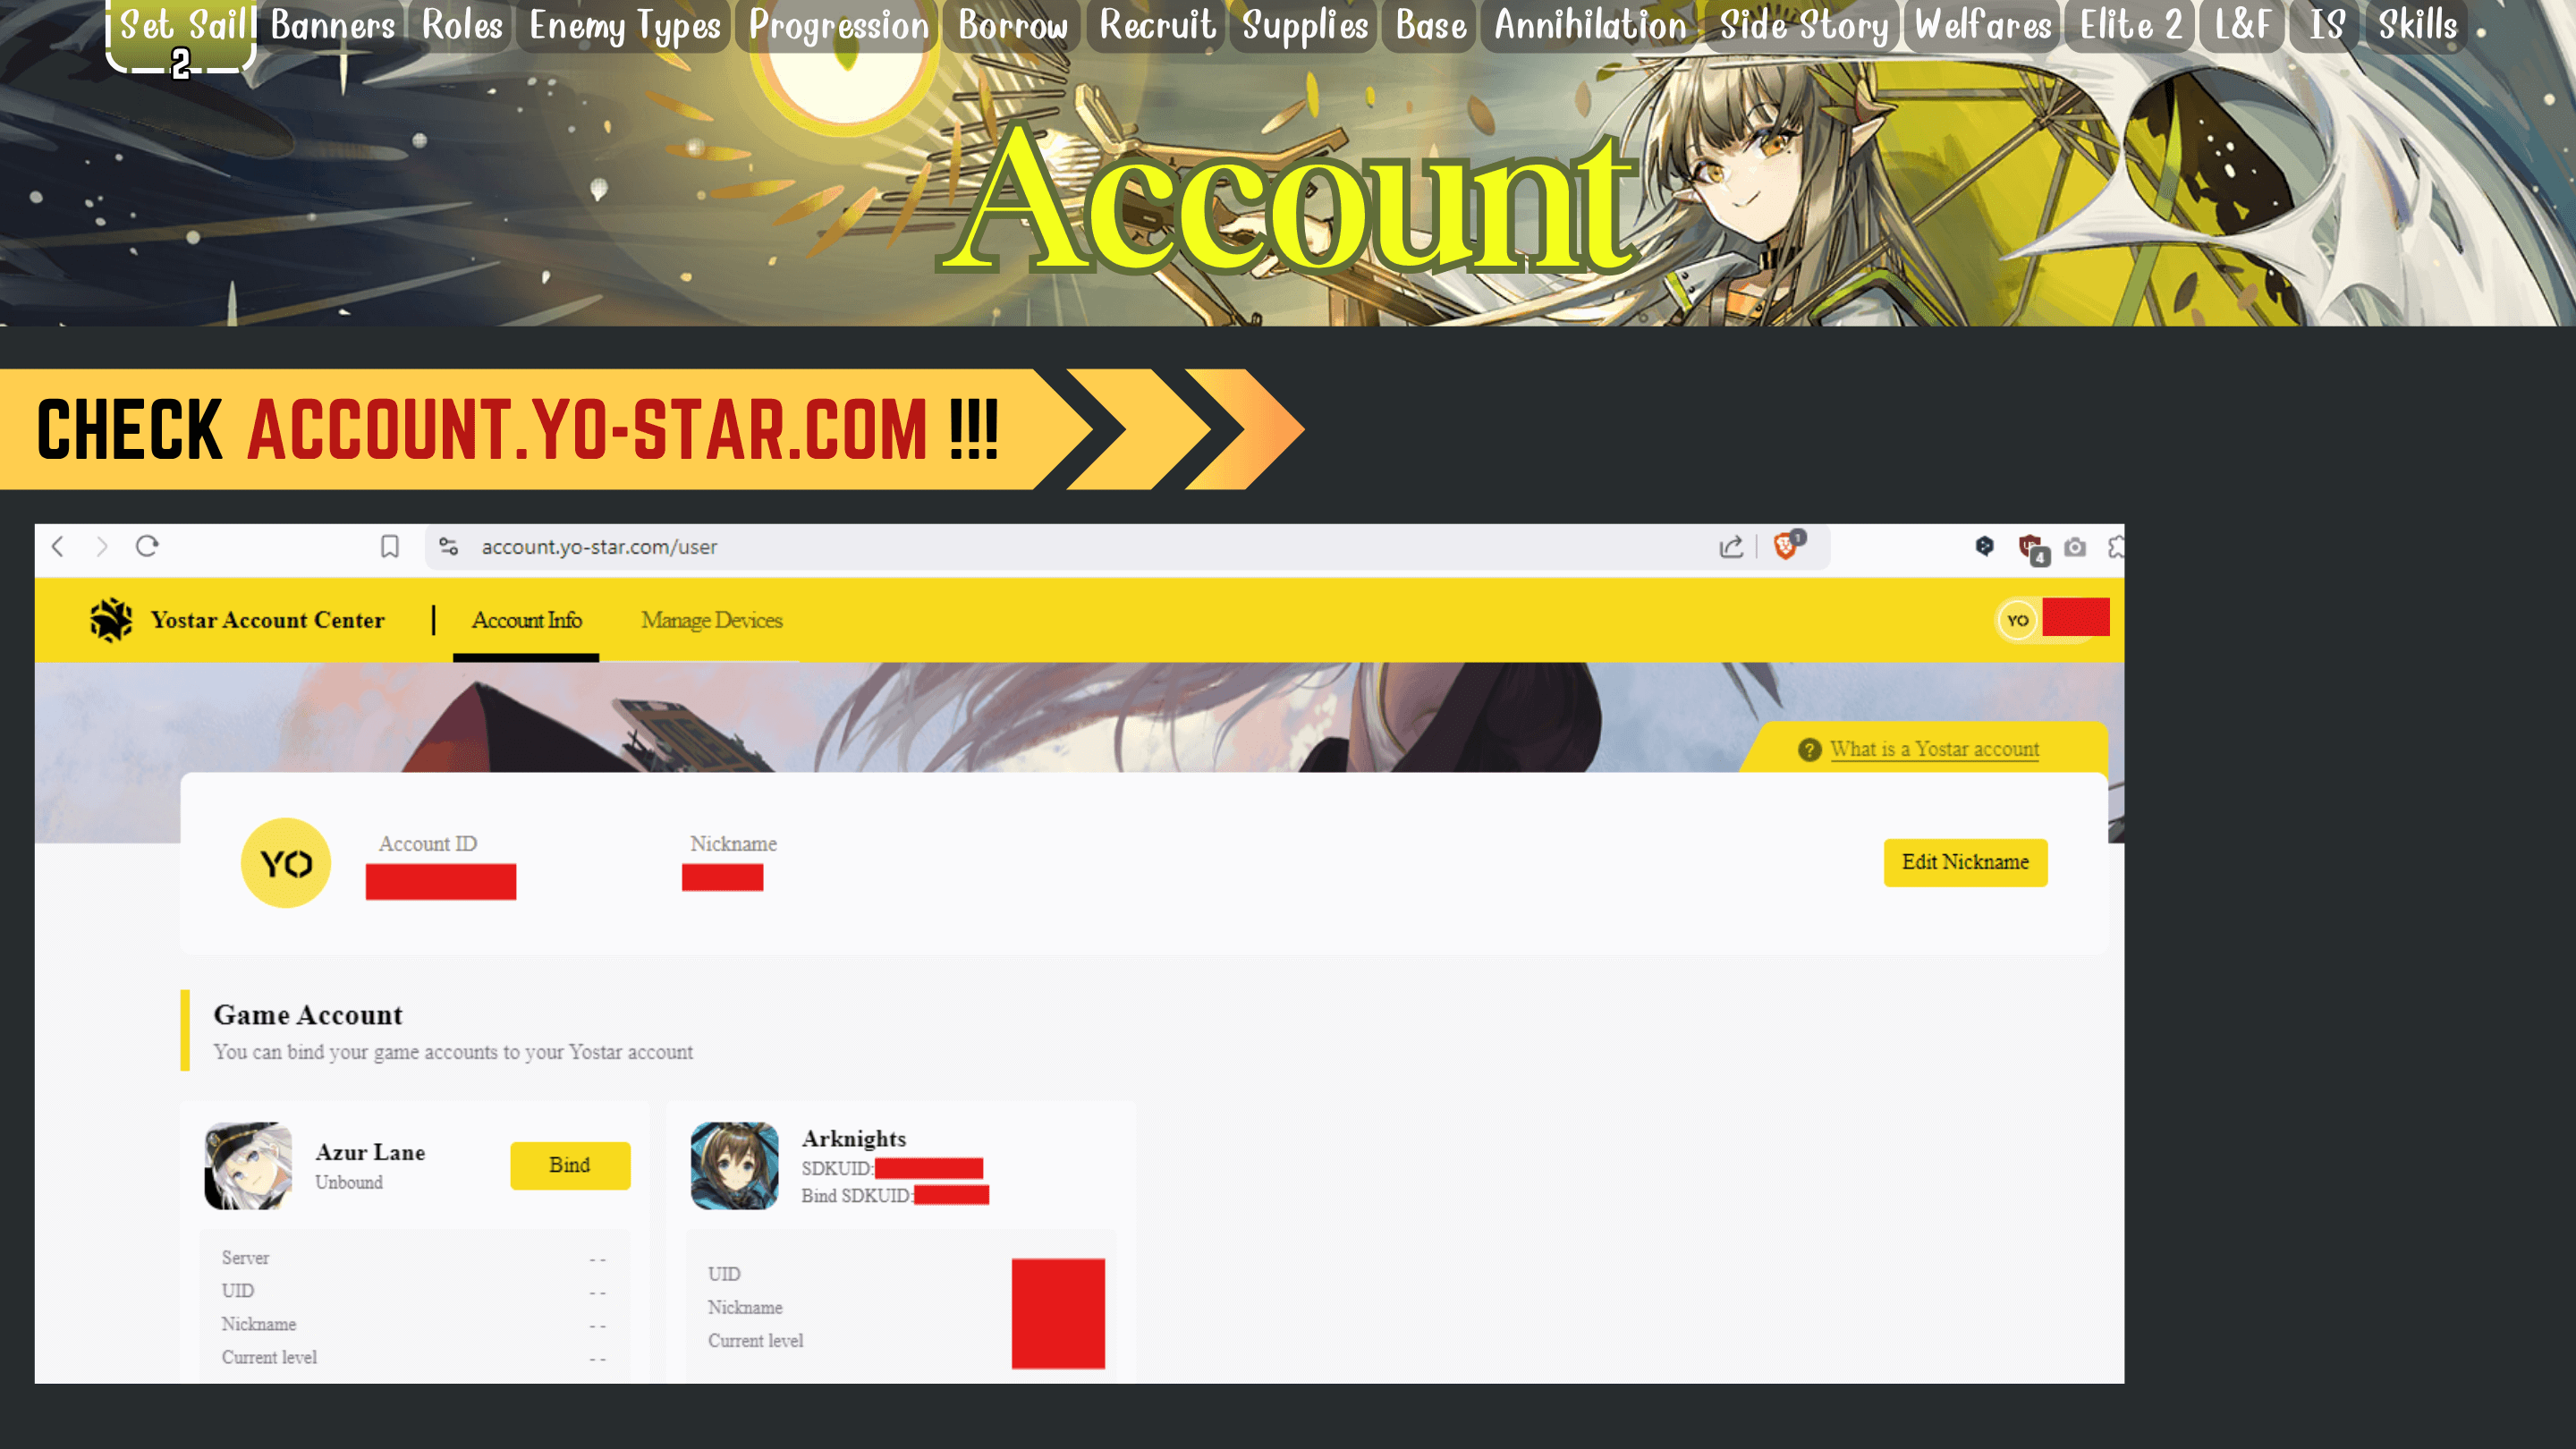 Set Sail Banners Roles Enemy Types Progression Borrow Recruit Supplies Base Annihilation Side Story Welfares Elite 2 L&F IS Skills
2
Account
CHECK ACCOUNT.YO-STAR.COM !!!
account.yo-star.com/user
1
4
Yostar Account Center | Account Info Manage Devices
YO
? What is a Yostar account
YO
Account ID
Nickname
Edit Nickname
Game Account
You can bind your game accounts to your Yostar account
Azur Lane
Unbound
Bind
Server --
UID --
Nickname --
Current level --
Arknights
SDKUID:
Bind SDKUID:
UID
Nickname
Current level